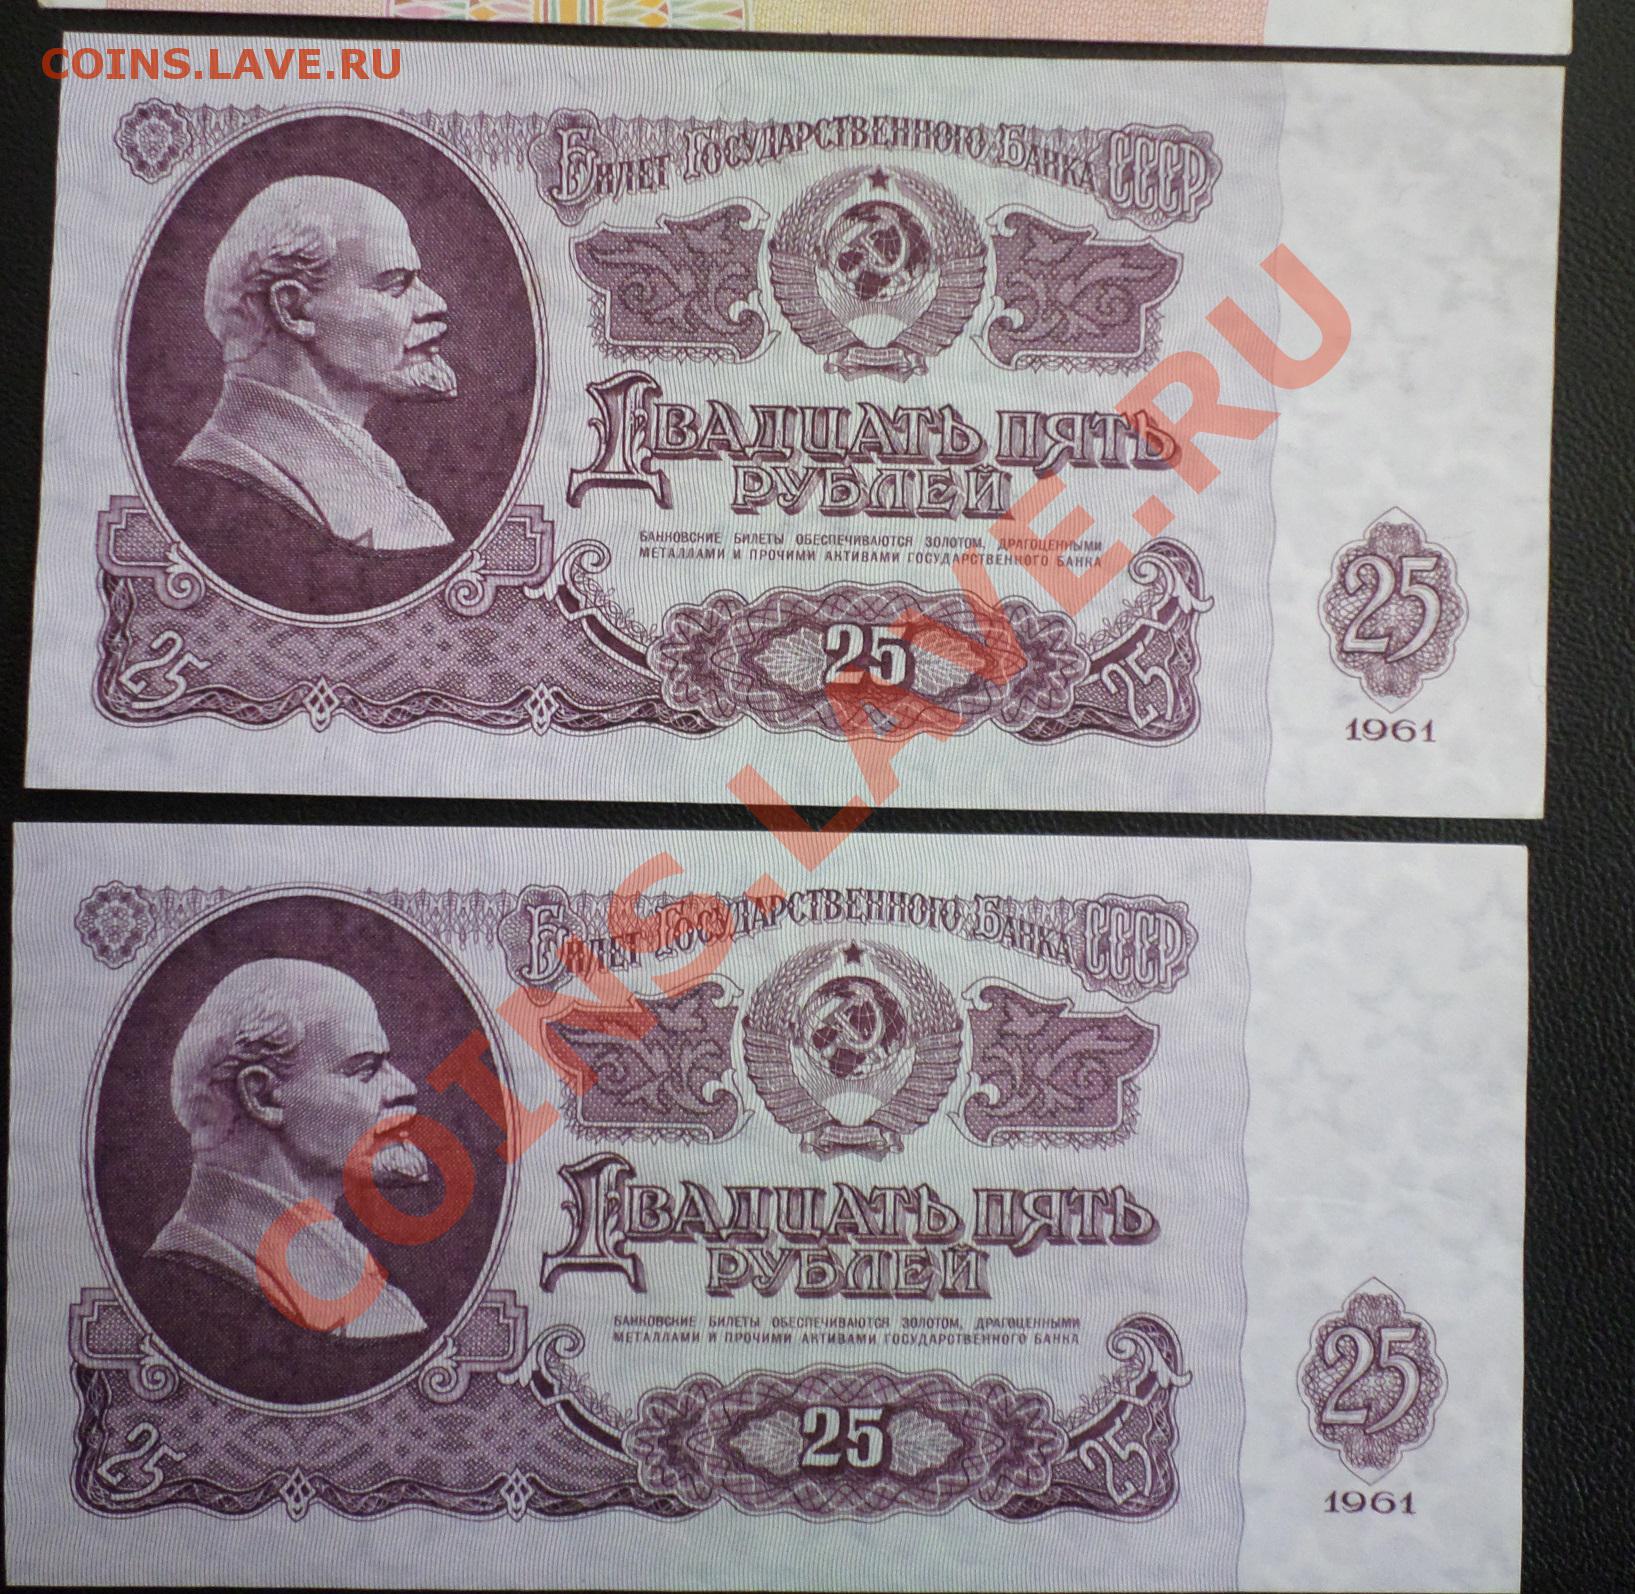 COINS.LAVE.RU
Билет Государственного Банка СССР
Двадцать пять
рублей
БАНКОВСКИЕ БИЛЕТЫ ОБЕСПЕЧИВАЮТСЯ ЗОЛОТОМ, ДРАГОЦЕННЫМИ
МЕТАЛЛАМИ И ПРОЧИМИ АКТИВАМИ ГОСУДАРСТВЕННОГО БАНКА
25
25
25
25
1961
COINS.LAVE.RU
Билет Государственного Банка СССР
Двадцать пять
рублей
БАНКОВСКИЕ БИЛЕТЫ ОБЕСПЕЧИВАЮТСЯ ЗОЛОТОМ, ДРАГОЦЕННЫМИ
МЕТАЛЛАМИ И ПРОЧИМИ АКТИВАМИ ГОСУДАРСТВЕННОГО БАНКА
25
25
25
25
1961